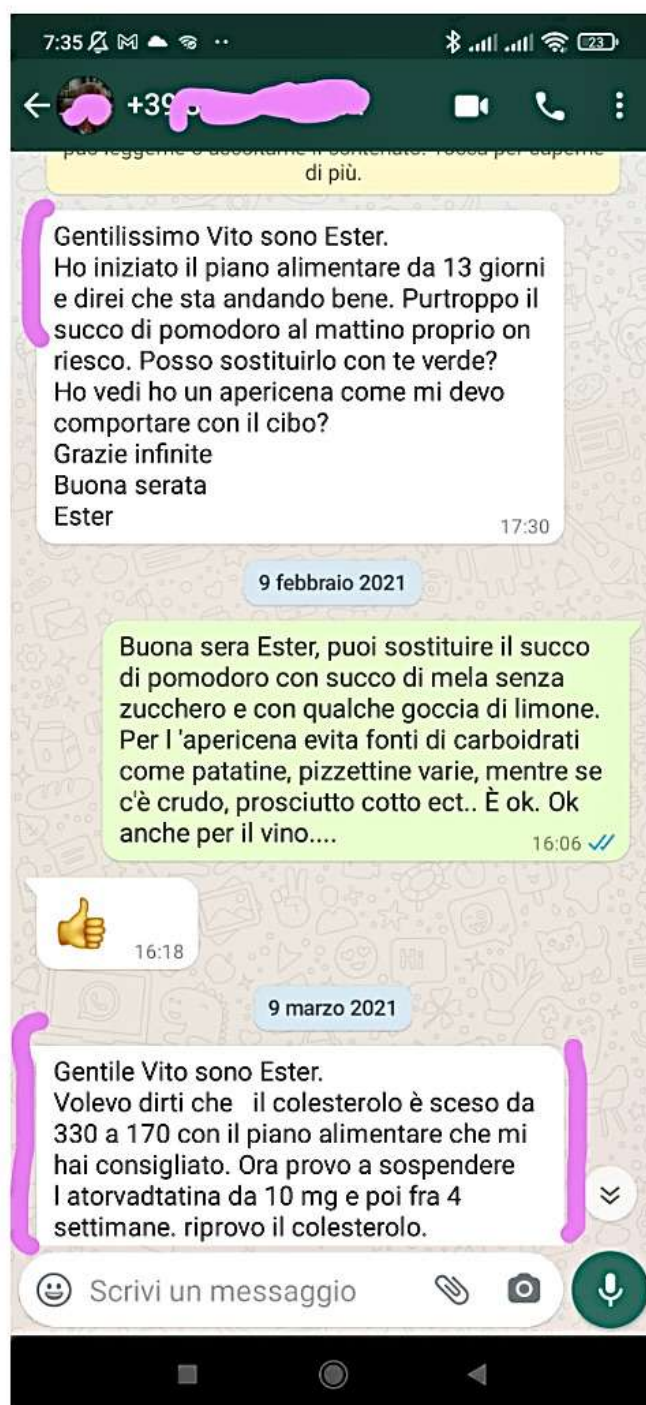 7:35
23
+39
di più.
Gentilissimo Vito sono Ester.
Ho iniziato il piano alimentare da 13 giorni
e direi che sta andando bene. Purtroppo il
succo di pomodoro al mattino proprio on
riesco. Posso sostituirlo con te verde?
Ho vedi ho un apericena come mi devo
comportare con il cibo?
Grazie infinite
Buona serata
Ester
17:30
9 febbraio 2021
Buona sera Ester, puoi sostituire il succo
di pomodoro con succo di mela senza
zucchero e con qualche goccia di limone.
Per l 'apericena evita fonti di carboidrati
come patatine, pizzettine varie, mentre se
c'è crudo, prosciutto cotto ect.. È ok. Ok
anche per il vino....
16:06
16:18
9 marzo 2021
Gentile Vito sono Ester.
Volevo dirti che il colesterolo è sceso da
330 a 170 con il piano alimentare che mi
hai consigliato. Ora provo a sospendere
l atorvadtatina da 10 mg e poi fra 4
settimane. riprovo il colesterolo.
Scrivi un messaggio